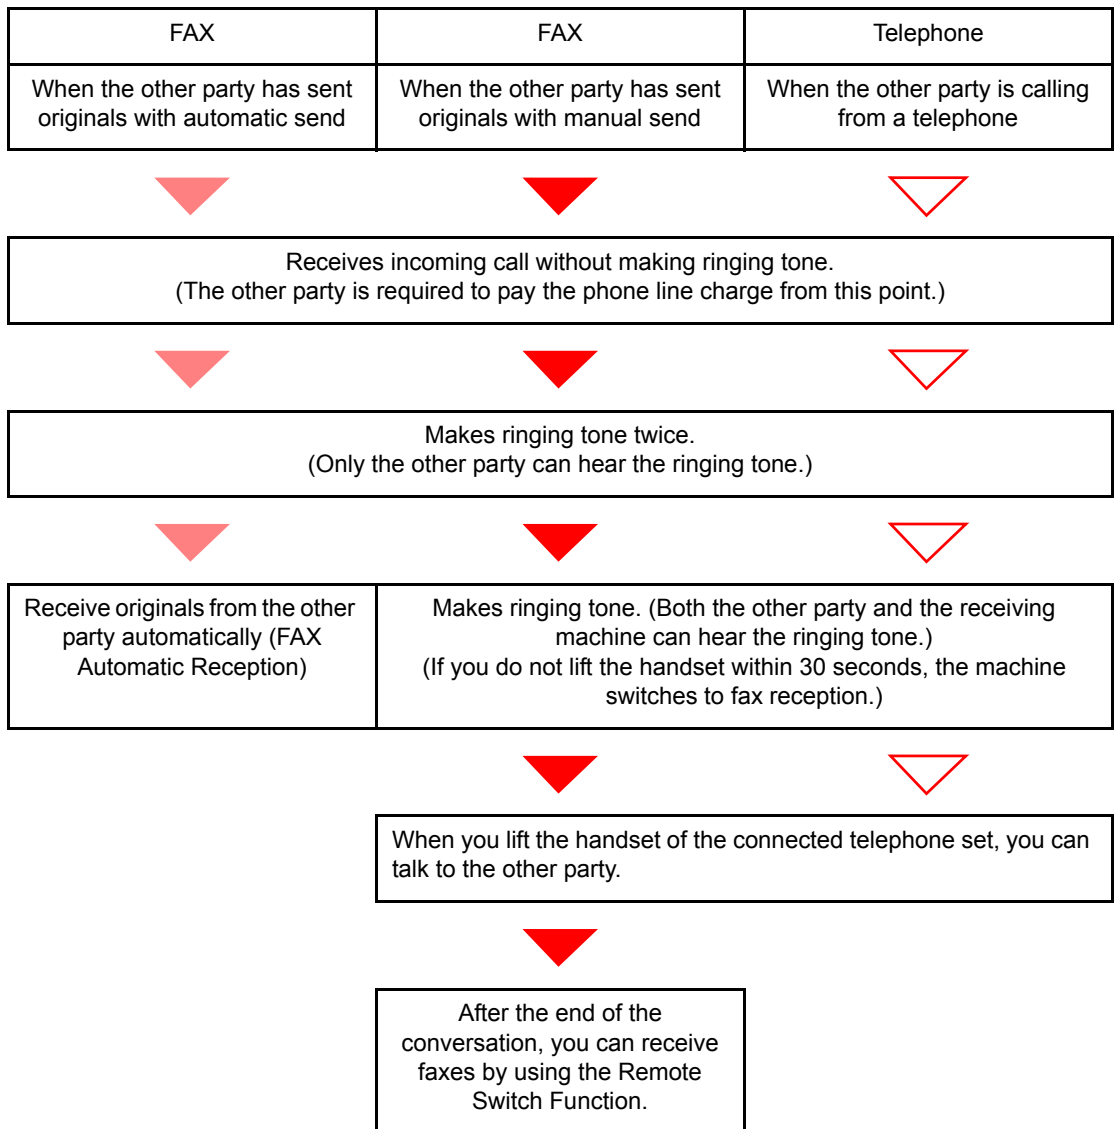 FAX
FAX
Telephone
When the other party has sent
originals with automatic send
When the other party has sent
originals with manual send
When the other party is calling
from a telephone
Receives incoming call without making ringing tone.
(The other party is required to pay the phone line charge from this point.)
Makes ringing tone twice.
(Only the other party can hear the ringing tone.)
Receive originals from the other
party automatically (FAX
Automatic Reception)
Makes ringing tone. (Both the other party and the receiving
machine can hear the ringing tone.)
(If you do not lift the handset within 30 seconds, the machine
switches to fax reception.)
When you lift the handset of the connected telephone set, you can
talk to the other party.
After the end of the
conversation, you can receive
faxes by using the Remote
Switch Function.